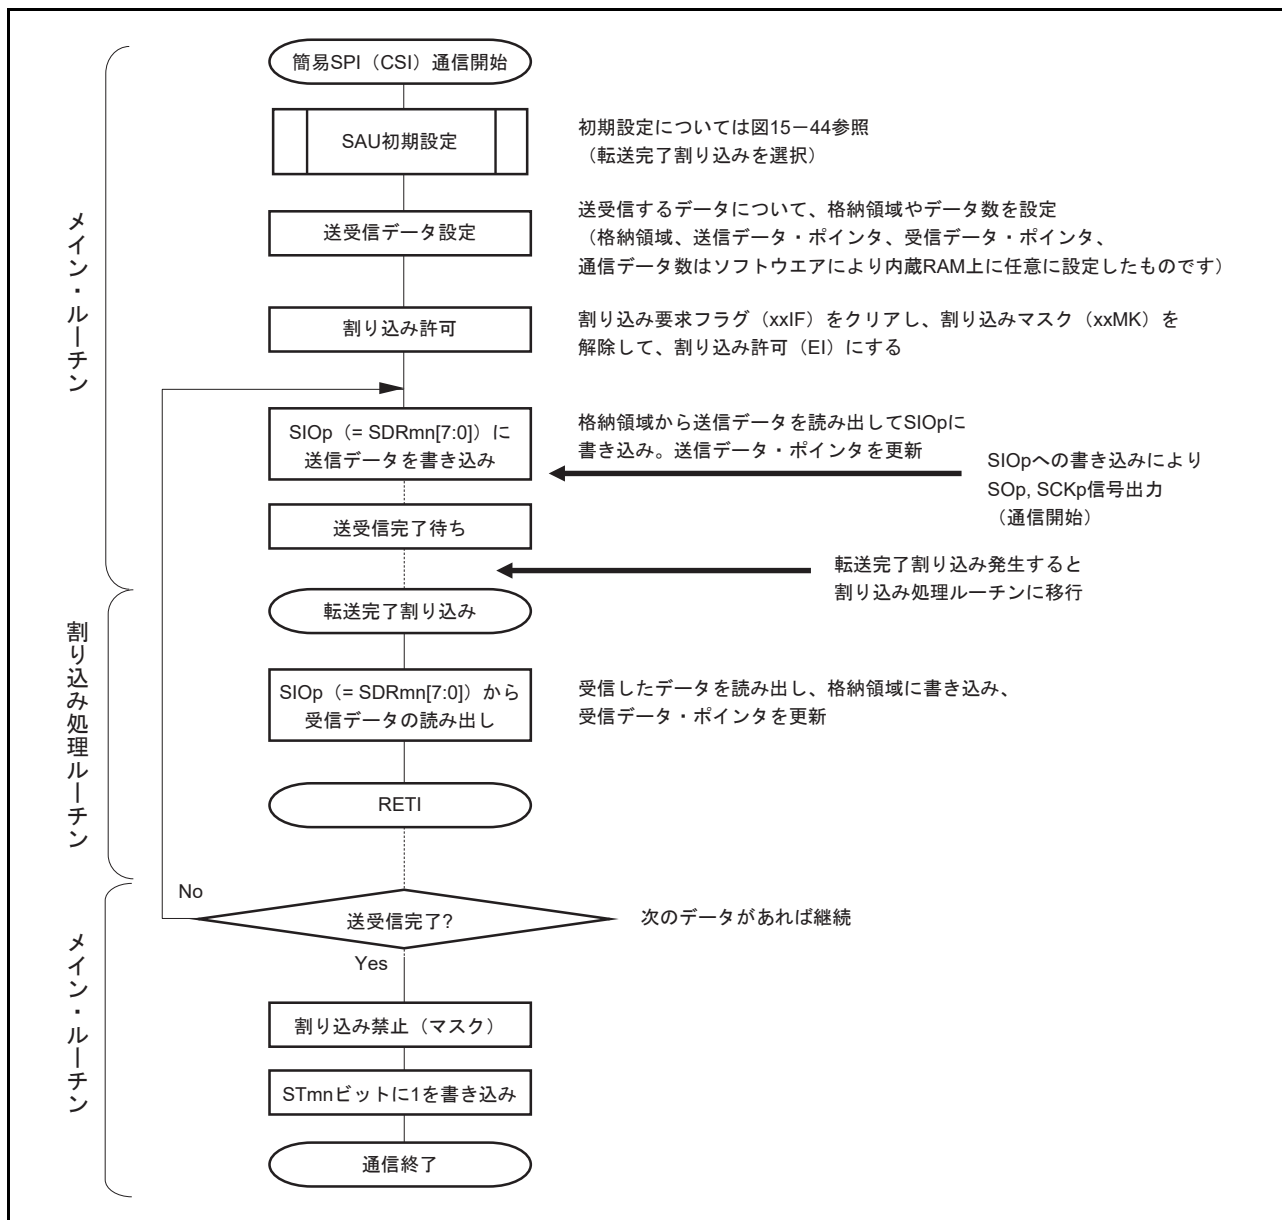 簡易SPI（CSI）通信開始
SAU初期設定
初期設定については図15－44参照
（転送完了割り込みを選択）
メイン・ルーチン
送受信データ設定
送受信するデータについて、格納領域やデータ数を設定
（格納領域、送信データ・ポインタ、受信データ・ポインタ、
通信データ数はソフトウエアにより内蔵RAM上に任意に設定したものです）
割り込み許可
割り込み要求フラグ（xxIF）をクリアし、割り込みマスク（xxMK）を
解除して、割り込み許可（EI）にする
SIOp（= SDRmn[7:0]）に
送信データを書き込み
格納領域から送信データを読み出してSIOpに
書き込み。送信データ・ポインタを更新
SIOpへの書き込みにより
SOp, SCKp信号出力
（通信開始）
送受信完了待ち
転送完了割り込み発生すると
割り込み処理ルーチンに移行
割り込み処理ルーチン
転送完了割り込み
SIOp（= SDRmn[7:0]）から
受信データの読み出し
受信したデータを読み出し、格納領域に書き込み、
受信データ・ポインタを更新
RETI
No
送受信完了?
次のデータがあれば継続
Yes
メイン・ルーチン
割り込み禁止（マスク）
STmnビットに1を書き込み
通信終了